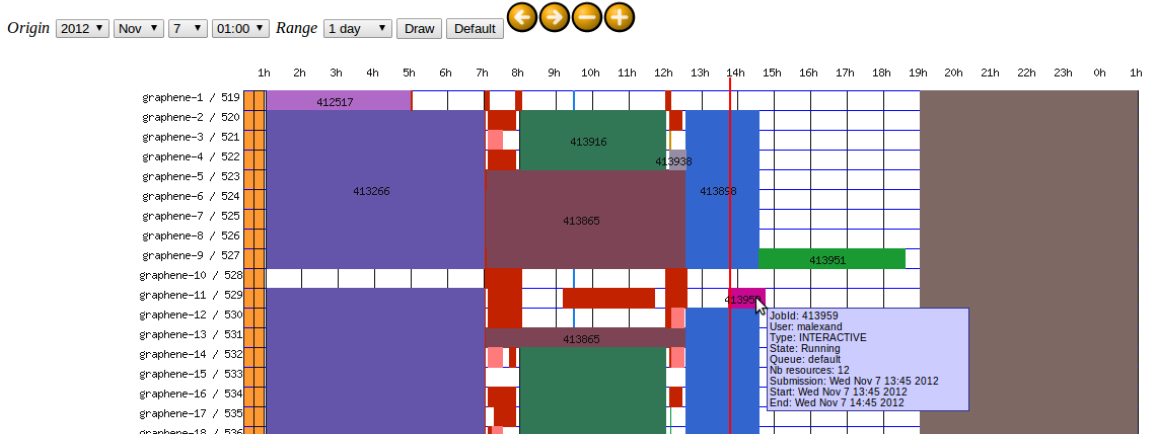 Origin 2012 Nov 7 01:00 Range 1 day Draw Default
1h 2h 3h 4h 5h 6h 7h 8h 9h 10h 11h 12h 13h 14h 15h 16h 17h 18h 19h 20h 21h 22h 23h 0h 1h
graphene-1 / 519 412517
graphene-2 / 520
graphene-3 / 521 413916
graphene-4 / 522 413938
graphene-5 / 523
graphene-6 / 524 413266 413898
graphene-7 / 525 413865
graphene-8 / 526
graphene-9 / 527 413951
graphene-10 / 528
graphene-11 / 529 413959
graphene-12 / 530
graphene-13 / 531 413865
graphene-14 / 532
graphene-15 / 533
graphene-16 / 534
graphene-17 / 535
graphene-18 / 536
JobId: 413959
User: malexand
Type: INTERACTIVE
State: Running
Queue: default
Nb resources: 12
Submission: Wed Nov 7 13:45 2012
Start: Wed Nov 7 13:45 2012
End: Wed Nov 7 14:45 2012